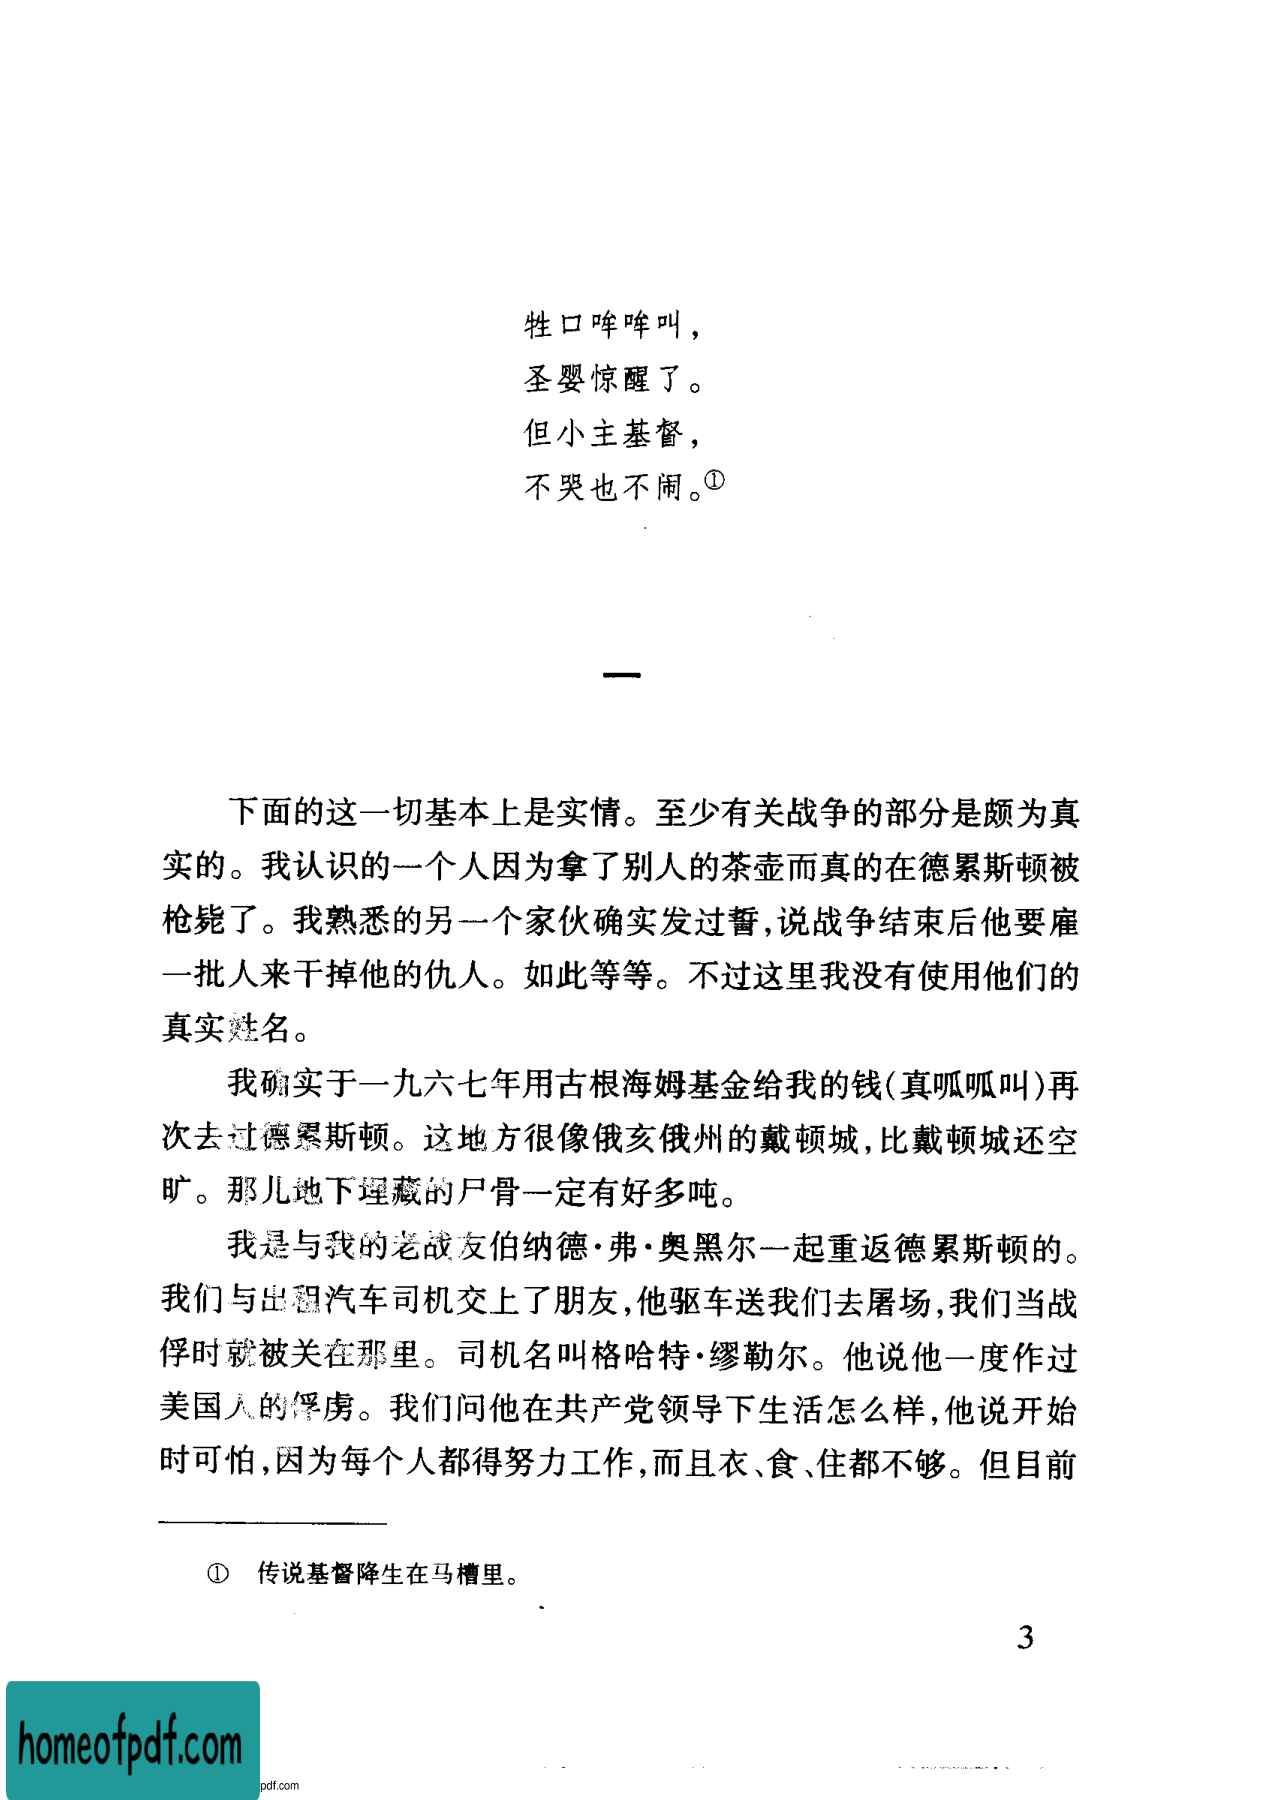 牲口哞哞叫，
圣婴惊醒了。
但小主基督，
不哭也不闹。①
一
下面的这一切基本上是实情。至少有关战争的部分是颇为真
实的。我认识的一个人因为拿了别人的茶壶而真的在德累斯顿被
枪毙了。我熟悉的另一个家伙确实发过誓，说战争结束后他要雇
一批人来干掉他的仇人。如此等等。不过这里我没有使用他们的
真实姓名。
我确实于一九六七年用古根海姆基金给我的钱(真呱呱叫)再
次去过德累斯顿。这地方很像俄亥俄州的戴顿城，比戴顿城还空
旷。那儿地下埋藏的尸骨一定有好多吨。
我是与我的老战友伯纳德·弗·奥黑尔一起重返德累斯顿的。
我们与出租汽车司机交上了朋友，他驱车送我们去屠场，我们当战
俘时就被关在那里。司机名叫格哈特·缪勒尔。他说他一度作过
美国人的俘虏。我们问他在共产党领导下生活怎么样，他说开始
时可怕，因为每个人都得努力工作，而且衣、食、住都不够。但目前
① 传说基督降生在马槽里。
3
homeofpdf.com
pdf.com